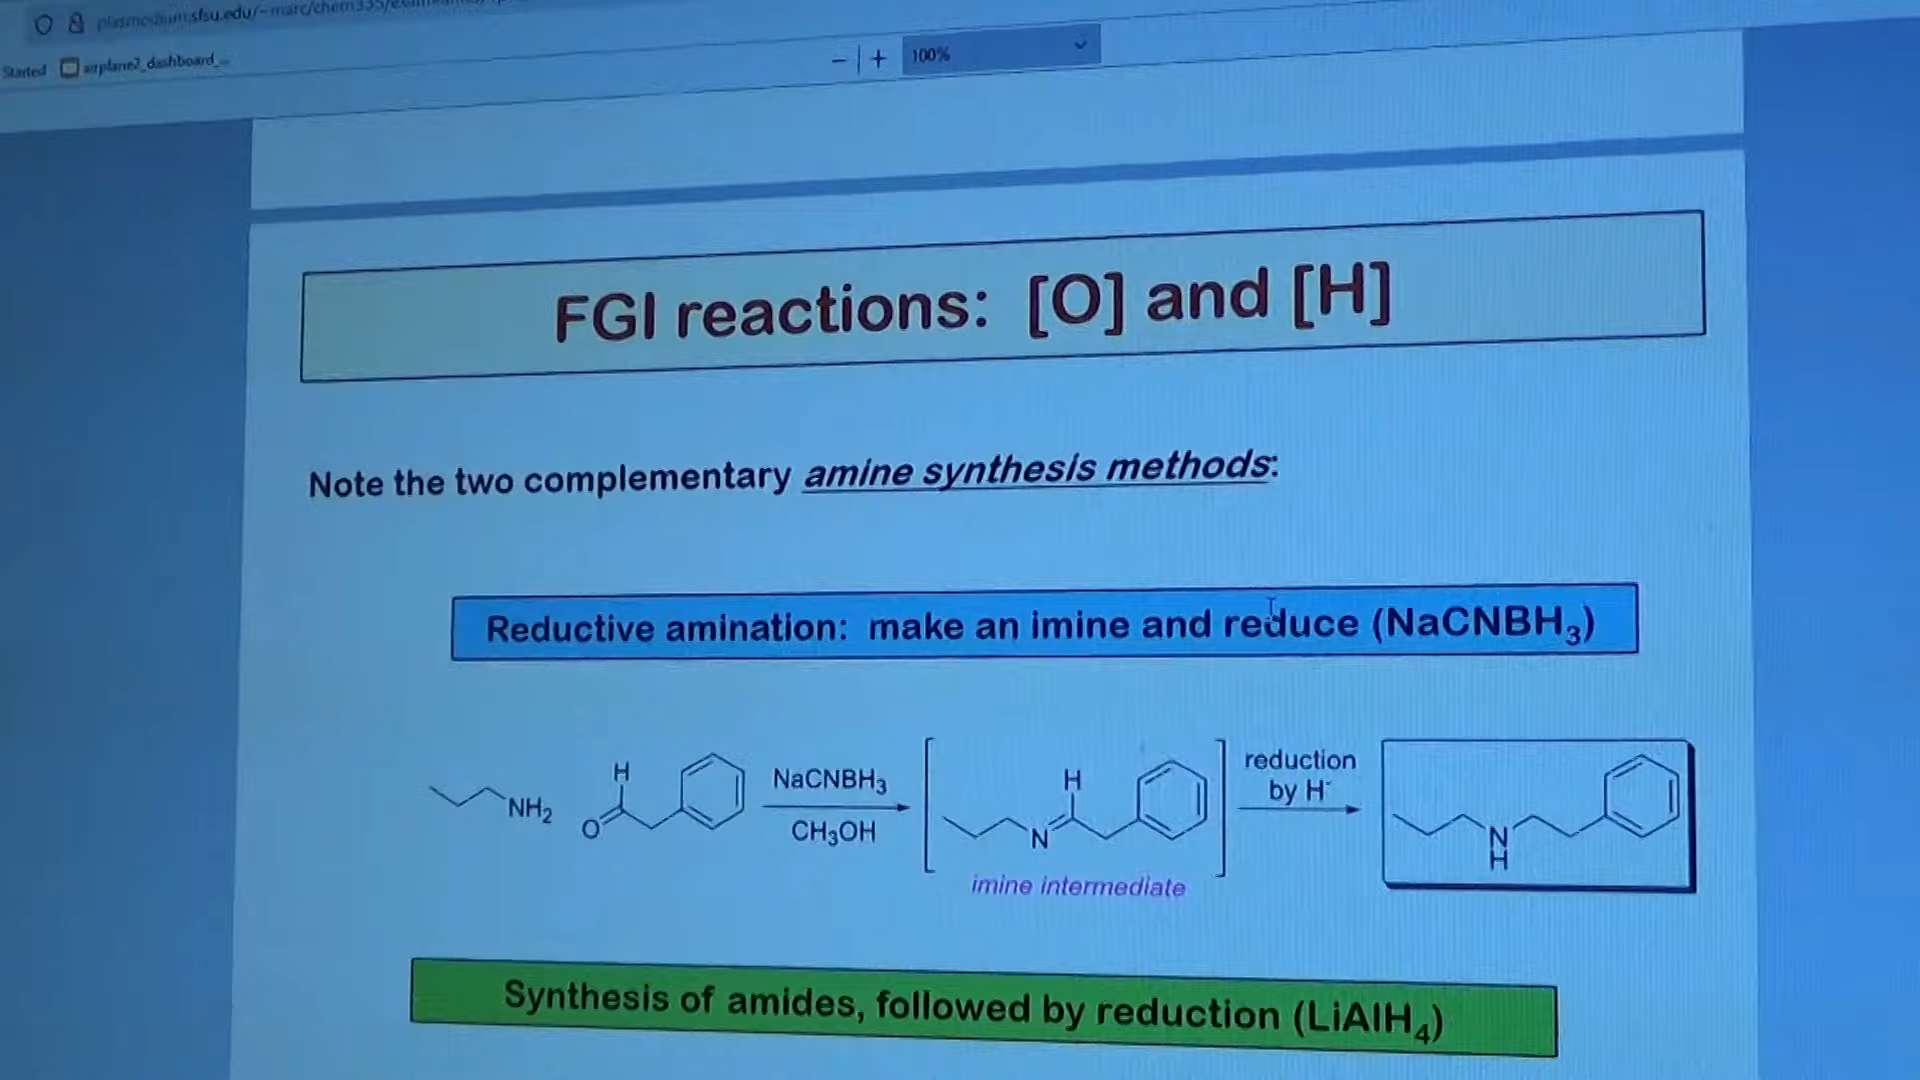 plasmodium.sfsu.edu/~marc/chem335/
Started airplane2_dashboard_...
− + 100%
FGI reactions: [O] and [H]
Note the two complementary amine synthesis methods:
Reductive amination: make an imine and reduce (NaCNBH₃)
H
NH₂
O
NaCNBH₃
CH₃OH
H
N
imine intermediate
reduction
by H⁻
N
H
Synthesis of amides, followed by reduction (LiAlH₄)